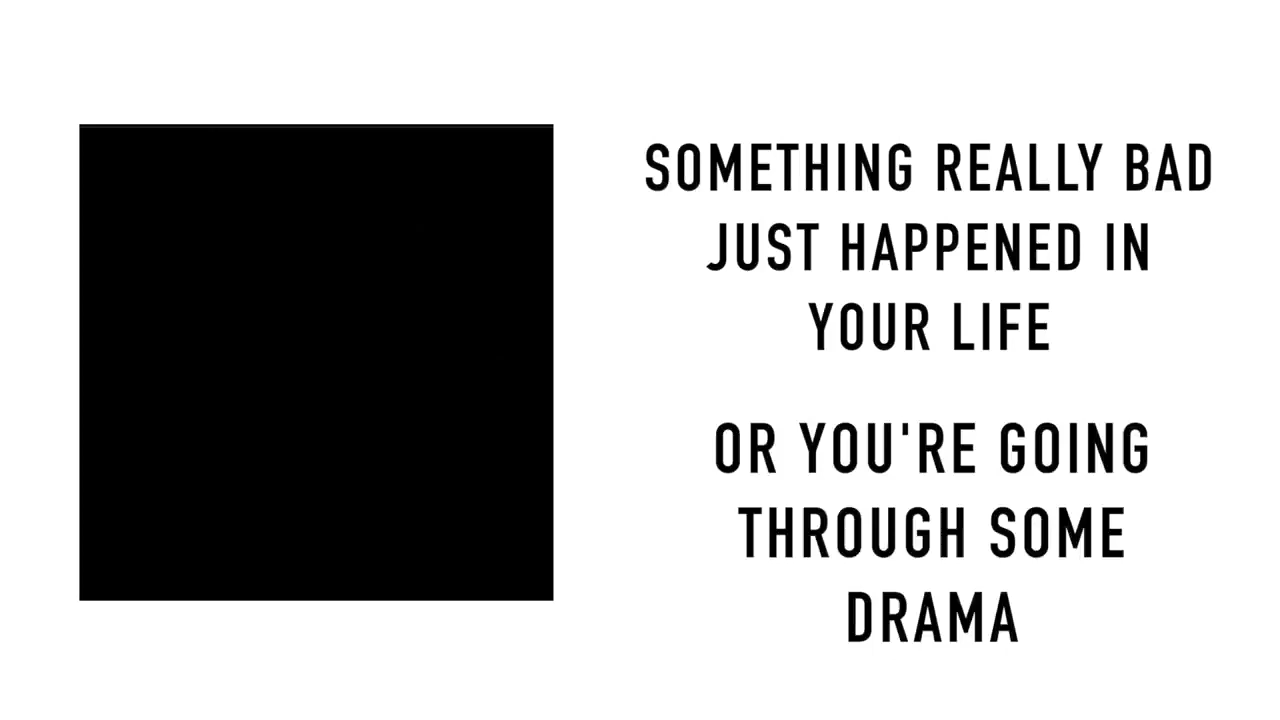 SOMETHING REALLY BAD
JUST HAPPENED IN
YOUR LIFE
OR YOU'RE GOING
THROUGH SOME
DRAMA